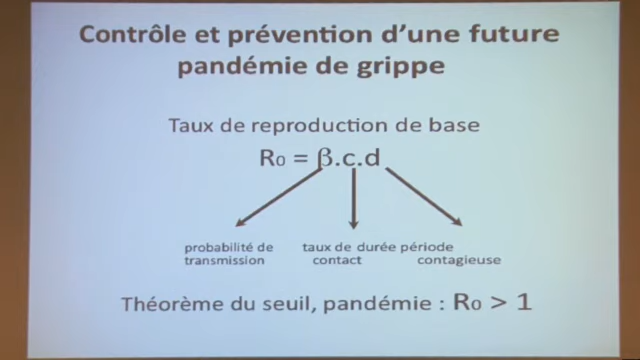 Contrôle et prévention d'une future
pandémie de grippe
Taux de reproduction de base
R0 = β.c.d
probabilité de transmission
taux de contact
durée période contagieuse
Théorème du seuil, pandémie : R0 > 1